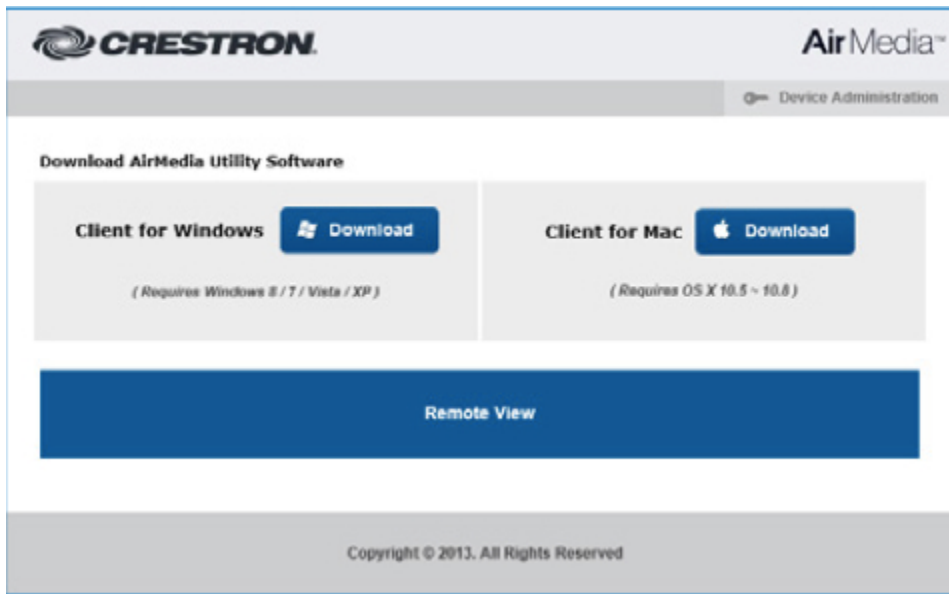 CRESTRON.
AirMedia™
Device Administration
Download AirMedia Utility Software
Client for Windows Download
( Requires Windows 8 / 7 / Vista / XP )
Client for Mac Download
( Requires OS X 10.5 ~ 10.8 )
Remote View
Copyright © 2013. All Rights Reserved